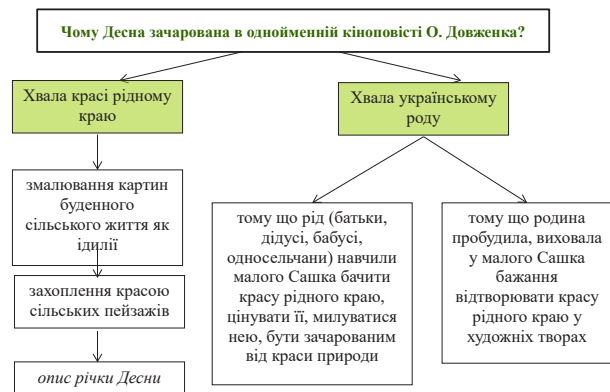 Чому Десна зачарована в однойменній кіноповісті О. Довженка?
Хвала красі рідному
краю
Хвала українському
роду
змалювання картин
буденного
сільського життя як
ідилії
захоплення красою
сільських пейзажів
опис річки Десни
тому що рід (батьки,
дідусі, бабусі,
односельчани) навчили
малого Сашка бачити
красу рідного краю,
цінувати її, милуватися
нею, бути зачарованим
від краси природи
тому що родина
пробудила, виховала
у малого Сашка
бажання
відтворювати красу
рідного краю у
художніх творах